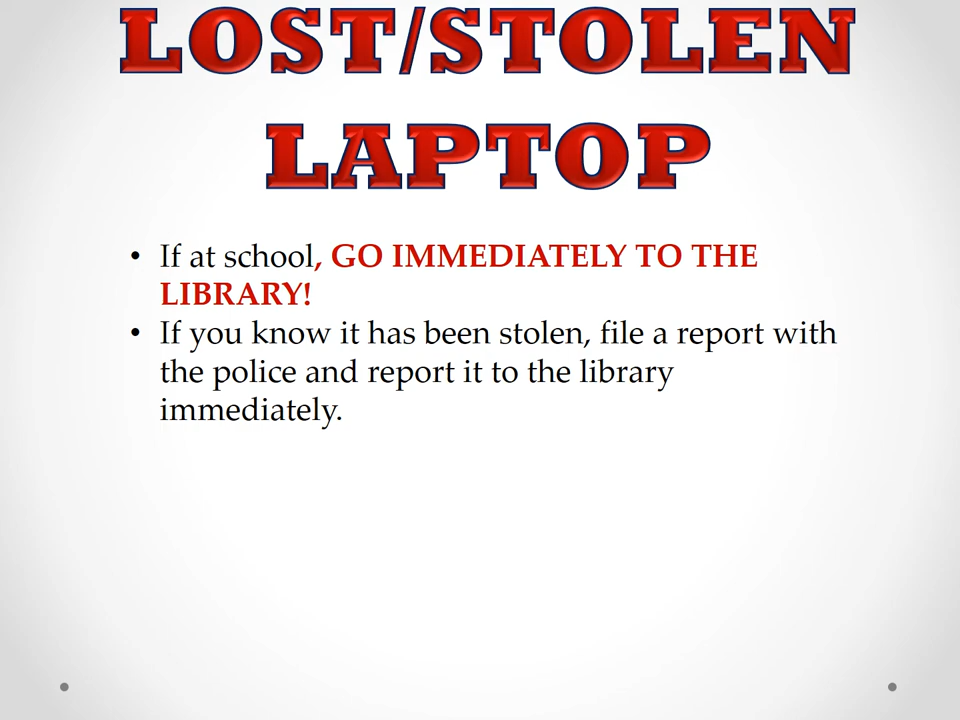 LOST/STOLEN
LAPTOP
• If at school, GO IMMEDIATELY TO THE
LIBRARY!
• If you know it has been stolen, file a report with
the police and report it to the library
immediately.